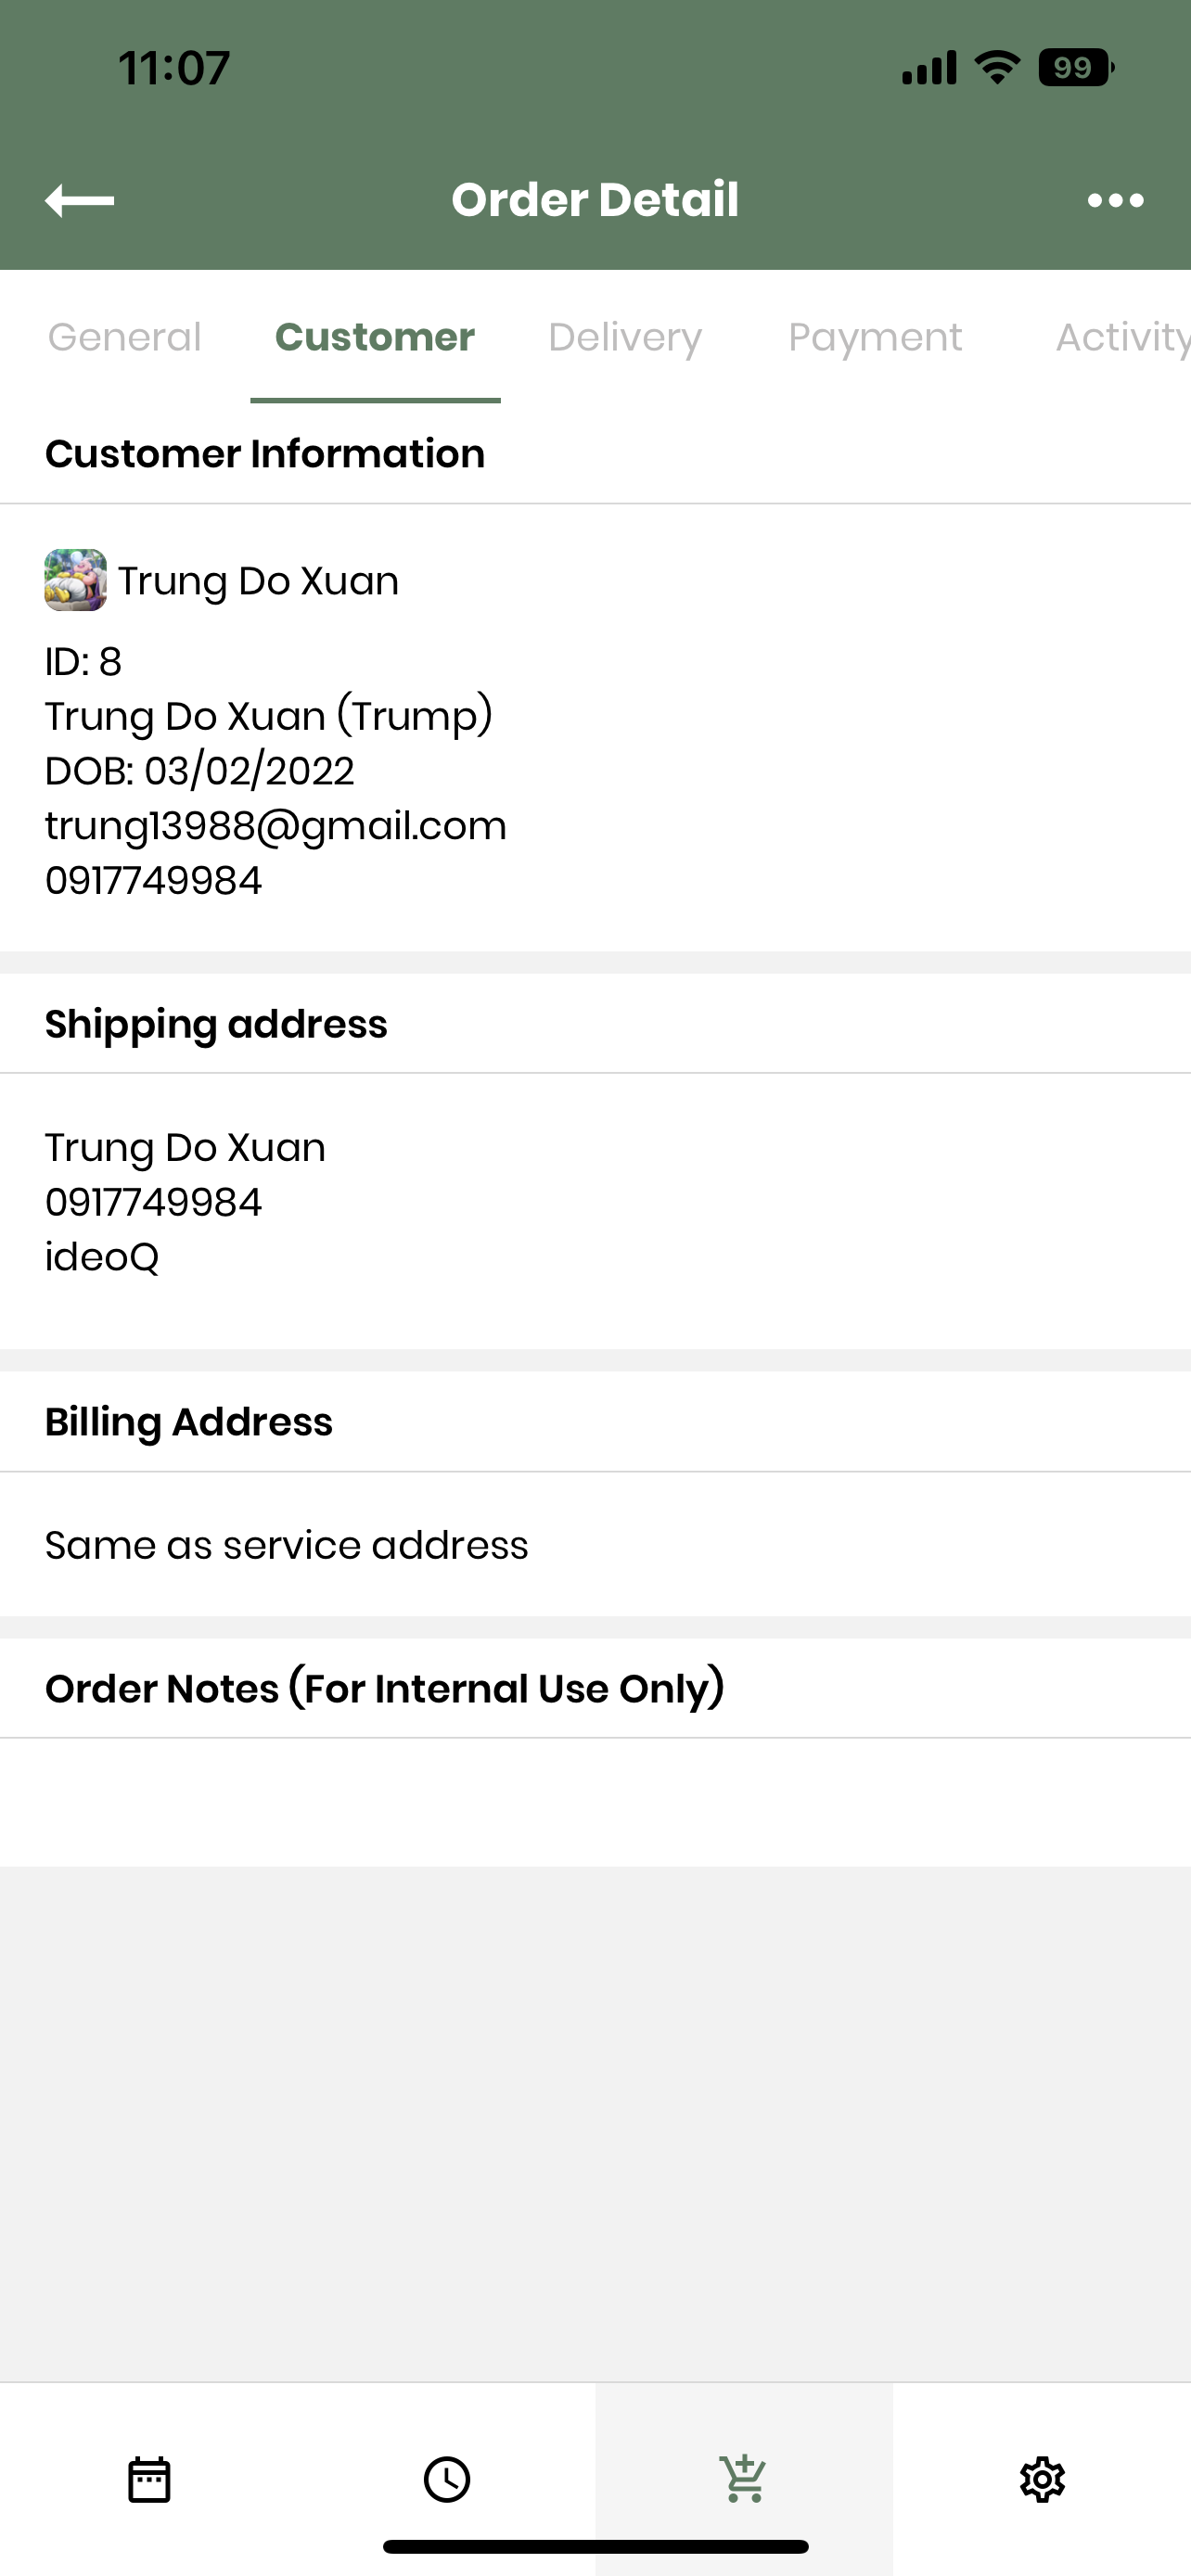 11:07
99
Order Detail
General Customer Delivery Payment Activity
Customer Information
Trung Do Xuan
ID: 8
Trung Do Xuan (Trump)
DOB: 03/02/2022
trung13988@gmail.com
0917749984
Shipping address
Trung Do Xuan
0917749984
ideoQ
Billing Address
Same as service address
Order Notes (For Internal Use Only)